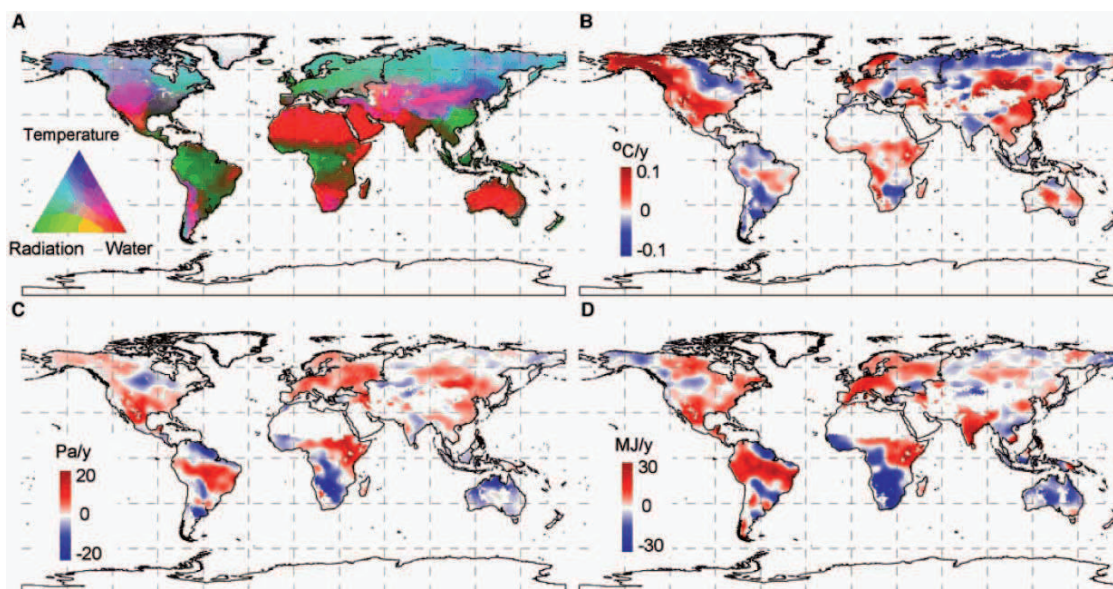 A
Temperature
Radiation
Water
B
°C/y
0.1
0
-0.1
C
Pa/y
20
0
-20
D
MJ/y
30
0
-30